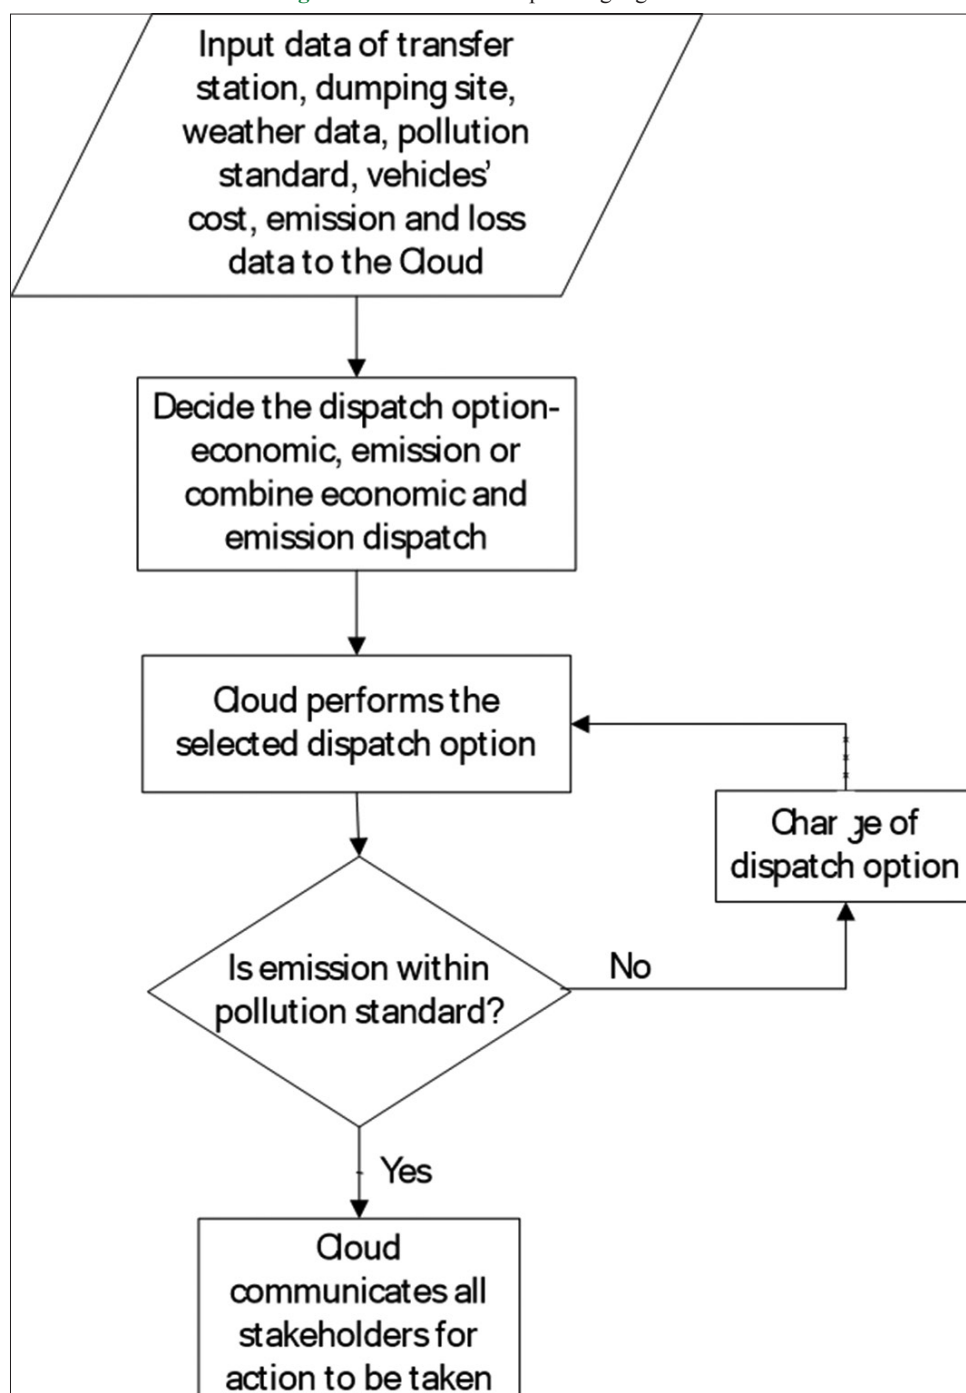 Input data of transfer
station, dumping site,
weather data, pollution
standard, vehicles’
cost, emission and loss
data to the Cloud
Decide the dispatch option-
economic, emission or
combine economic and
emission dispatch
Cloud performs the
selected dispatch option
Char ge of
dispatch option
Is emission within
pollution standard?
No
Yes
Cloud
communicates all
stakeholders for
action to be taken